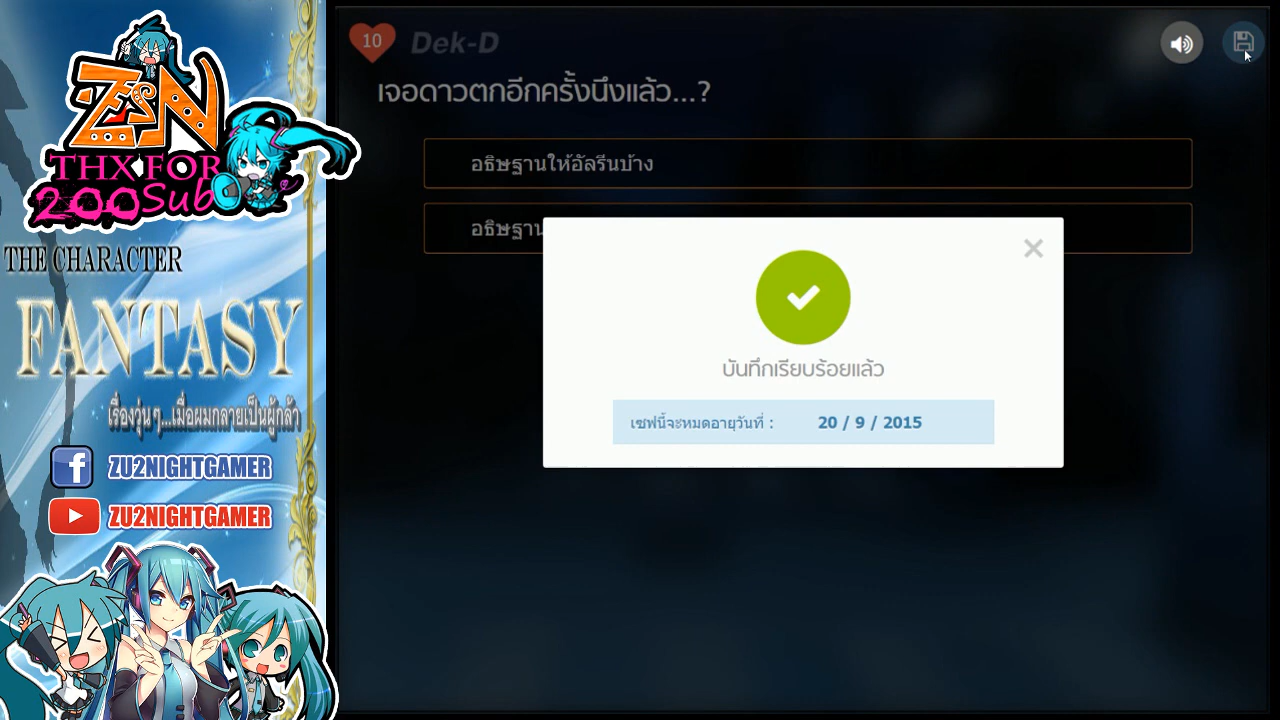 ZSN
THX FOR
200Sub
THE CHARACTER
FANTASY
เรื่องวุ่นๆ...เมื่อผมกลายเป็นผู้กล้า
f ZU2NIGHTGAMER
ZU2NIGHTGAMER
10 Dek-D
เจอดาวตกอีกครั้งนึงแล้ว...?
อธิษฐานให้อัลรีนบ้าง
อธิษฐาน
×
บันทึกเรียบร้อยแล้ว
เซฟนี้จะหมดอายุวันที่ : 20 / 9 / 2015